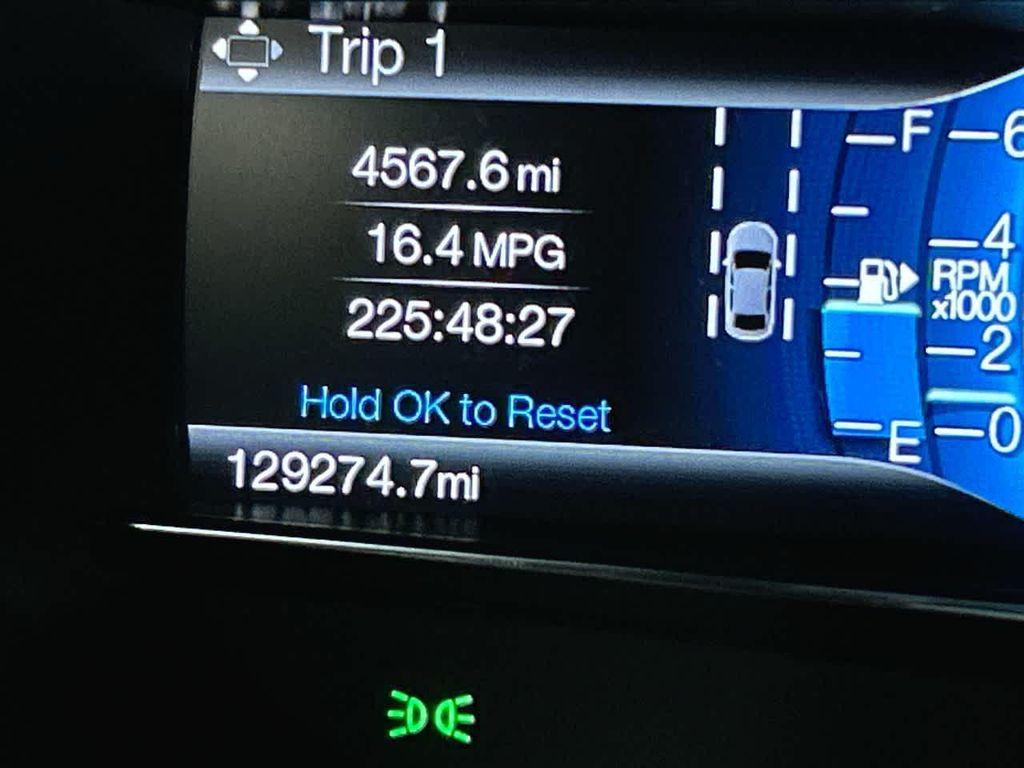 Trip 1
4567.6 mi
16.4 MPG
225:48:27
Hold OK to Reset
129274.7mi
F
E
6
4
RPM
x1000
2
0